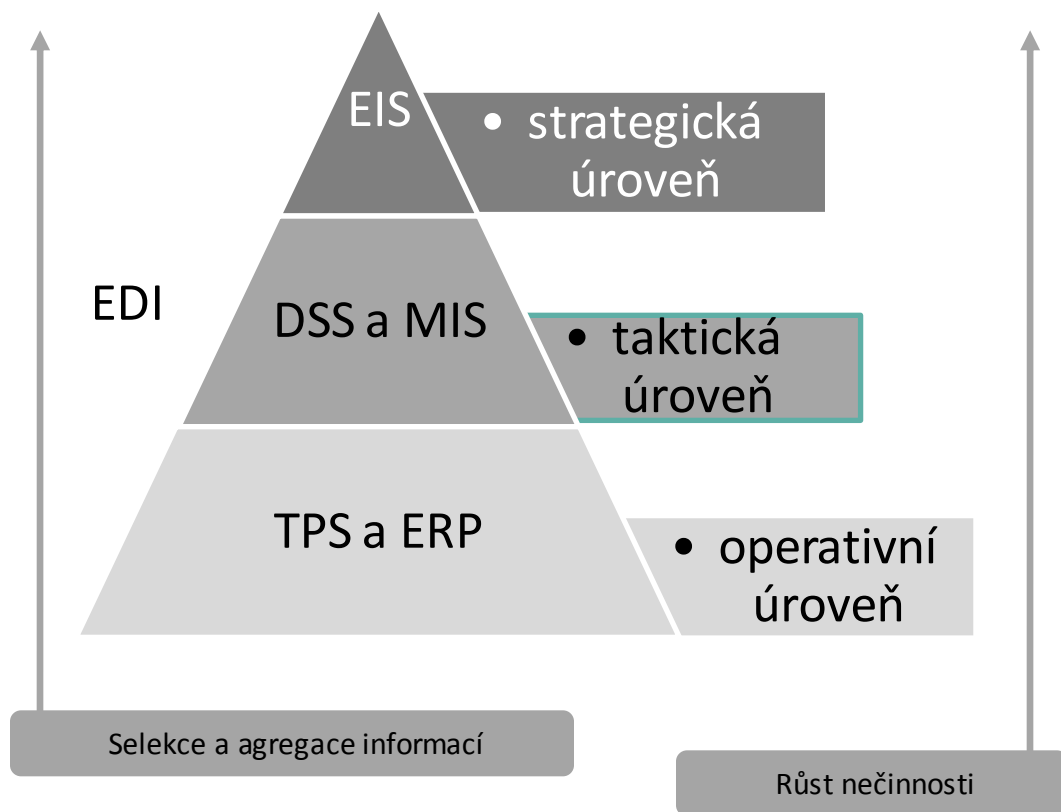 EIS
• strategická
úroveň
EDI
DSS a MIS
• taktická
úroveň
TPS a ERP
• operativní
úroveň
Selekce a agregace informací
Růst nečinnosti